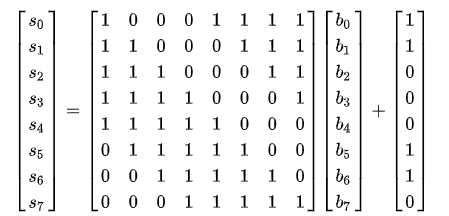 s₀ 1 0 0 0 1 1 1 1 b₀ 1
s₁ 1 1 0 0 0 1 1 1 b₁ 1
s₂ 1 1 1 0 0 0 1 1 b₂ 0
s₃ 1 1 1 1 0 0 0 1 b₃ 0
= +
s₄ 1 1 1 1 1 0 0 0 b₄ 0
s₅ 0 1 1 1 1 1 0 0 b₅ 1
s₆ 0 0 1 1 1 1 1 0 b₆ 1
s₇ 0 0 0 1 1 1 1 1 b₇ 0